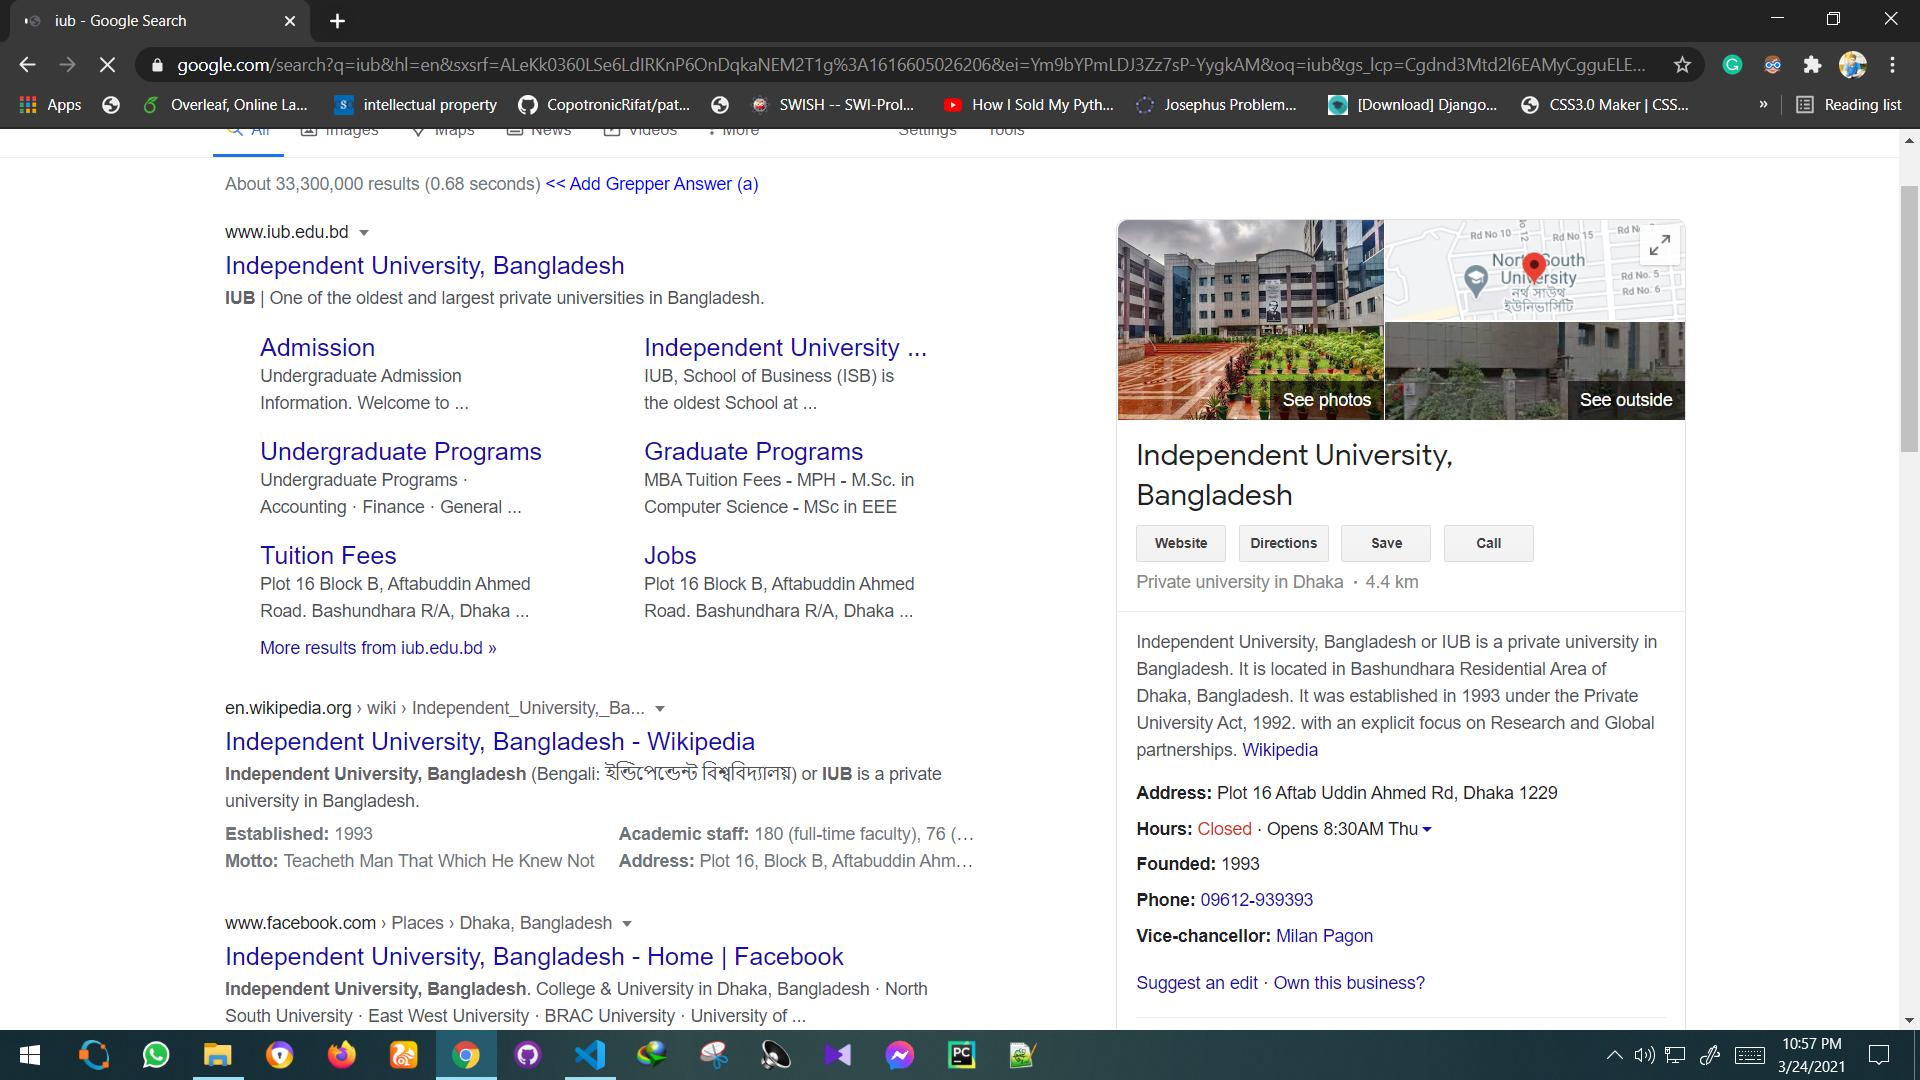 iub - Google Search
google.com/search?q=iub&hl=en&sxsrf=ALeKk0360LSe6LdIRKnP6OnDqkaNEM2T1g%3A1616605026206&ei=Ym9bYPmLDJ3Zz7sP-YygkAM&oq=iub&gs_lcp=Cgdnd3Mtd2l6EAMyCgguELE...
Apps Overleaf, Online La... intellectual property CopotronicRifat/pat... SWISH -- SWI-Prol... How I Sold My Pyth... Josephus Problem... [Download] Django... CSS3.0 Maker | CSS... » Reading list
All Images Maps News Videos More Settings Tools
About 33,300,000 results (0.68 seconds) << Add Grepper Answer (a)
www.iub.edu.bd
Independent University, Bangladesh
IUB | One of the oldest and largest private universities in Bangladesh.
Admission
Undergraduate Admission
Information. Welcome to ...
Independent University ...
IUB, School of Business (ISB) is
the oldest School at ...
Undergraduate Programs
Undergraduate Programs ·
Accounting · Finance · General ...
Graduate Programs
MBA Tuition Fees - MPH - M.Sc. in
Computer Science - MSc in EEE
Tuition Fees
Plot 16 Block B, Aftabuddin Ahmed
Road. Bashundhara R/A, Dhaka ...
Jobs
Plot 16 Block B, Aftabuddin Ahmed
Road. Bashundhara R/A, Dhaka ...
More results from iub.edu.bd »
en.wikipedia.org › wiki › Independent_University,_Ba...
Independent University, Bangladesh - Wikipedia
Independent University, Bangladesh (Bengali: ইন্ডিপেন্ডেন্ট বিশ্ববিদ্যালয়) or IUB is a private
university in Bangladesh.
Established: 1993
Academic staff: 180 (full-time faculty), 76 (...
Motto: Teacheth Man That Which He Knew Not
Address: Plot 16, Block B, Aftabuddin Ahm...
www.facebook.com › Places › Dhaka, Bangladesh
Independent University, Bangladesh - Home | Facebook
Independent University, Bangladesh. College & University in Dhaka, Bangladesh · North
South University · East West University · BRAC University · University of ...
Rd No 10
12
Rd No 15
Rd N
North South
University
নর্থ সাউথ
ইউনিভার্সিটি
Rd No. 5
Rd No. 6
See photos
See outside
Independent University,
Bangladesh
Website Directions Save Call
Private university in Dhaka · 4.4 km
Independent University, Bangladesh or IUB is a private university in
Bangladesh. It is located in Bashundhara Residential Area of
Dhaka, Bangladesh. It was established in 1993 under the Private
University Act, 1992. with an explicit focus on Research and Global
partnerships. Wikipedia
Address: Plot 16 Aftab Uddin Ahmed Rd, Dhaka 1229
Hours: Closed · Opens 8:30AM Thu
Founded: 1993
Phone: 09612-939393
Vice-chancellor: Milan Pagon
Suggest an edit · Own this business?
10:57 PM
3/24/2021